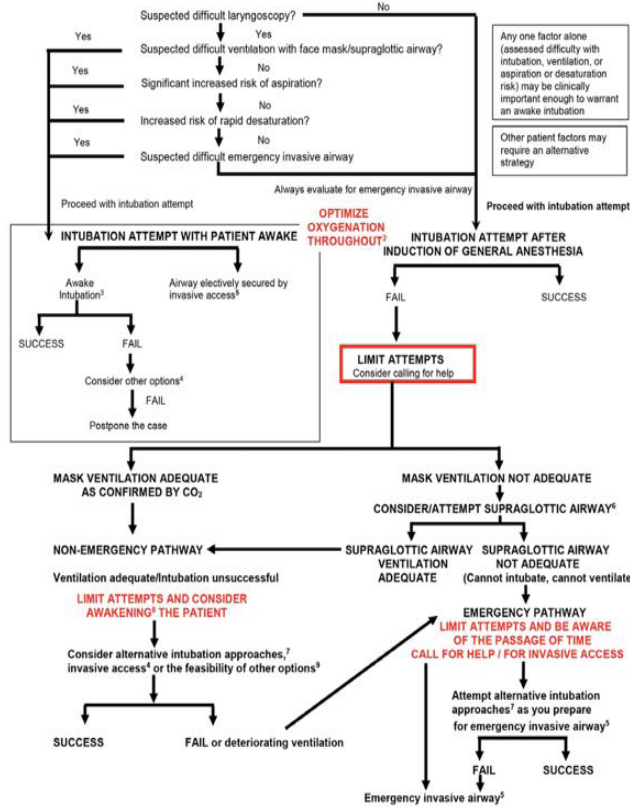 Suspected difficult laryngoscopy?
No
Yes
Yes
Suspected difficult ventilation with face mask/supraglottic airway?
No
Yes
Significant increased risk of aspiration?
No
Yes
Increased risk of rapid desaturation?
No
Yes
Suspected difficult emergency invasive airway
Any one factor alone
(assessed difficulty with
intubation, ventilation, or
aspiration or desaturation
risk) may be clinically
important enough to warrant
an awake intubation
Other patient factors may
require an alternative
strategy
Always evaluate for emergency invasive airway
Proceed with intubation attempt
Proceed with intubation attempt
OPTIMIZE
OXYGENATION
THROUGHOUT²
INTUBATION ATTEMPT WITH PATIENT AWAKE
Awake
Intubation³
Airway electively secured by
invasive access⁵
SUCCESS
FAIL
Consider other options⁴
FAIL
Postpone the case
INTUBATION ATTEMPT AFTER
INDUCTION OF GENERAL ANESTHESIA
FAIL
SUCCESS
LIMIT ATTEMPTS
Consider calling for help
MASK VENTILATION ADEQUATE
AS CONFIRMED BY CO₂
MASK VENTILATION NOT ADEQUATE
CONSIDER/ATTEMPT SUPRAGLOTTIC AIRWAY⁶
NON-EMERGENCY PATHWAY
SUPRAGLOTTIC AIRWAY
VENTILATION
ADEQUATE
SUPRAGLOTTIC AIRWAY
NOT ADEQUATE
(Cannot intubate, cannot ventilate
Ventilation adequate/Intubation unsuccessful
LIMIT ATTEMPTS AND CONSIDER
AWAKENING⁸ THE PATIENT
Consider alternative intubation approaches,⁷
invasive access⁴ or the feasibility of other options⁹
SUCCESS
FAIL or deteriorating ventilation
EMERGENCY PATHWAY
LIMIT ATTEMPTS AND BE AWARE
OF THE PASSAGE OF TIME
CALL FOR HELP / FOR INVASIVE ACCESS
Attempt alternative intubation
approaches⁷ as you prepare
for emergency invasive airway⁵
FAIL
SUCCESS
Emergency invasive airway⁵